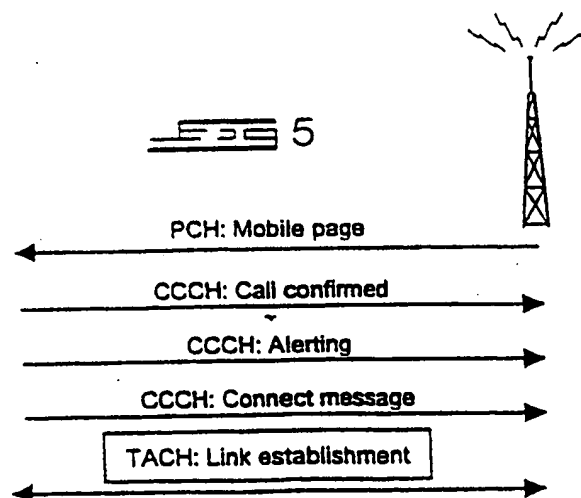 5
PCH: Mobile page
CCCH: Call confirmed
CCCH: Alerting
CCCH: Connect message
TACH: Link establishment